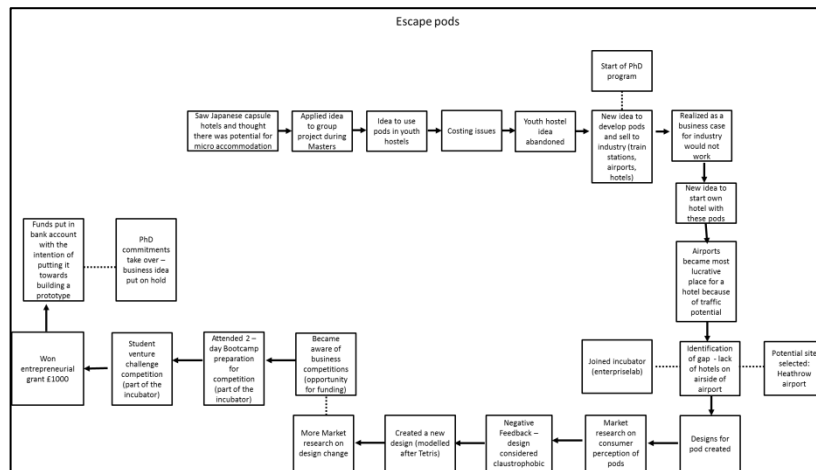 Escape pods
Start of PhD
program
Saw Japanese capsule
hotels and thought
there was potential for
micro accommodation
Applied idea to
group project during
Masters
Idea to use
pods in youth
hostels
Costing issues
Youth hostel
idea abandoned
New idea to
develop pods
and sell to
industry (train
stations,
airports,
hotels)
Realized as a
business case
for industry
would not
work
New idea to
start own
hotel with
these pods
Airports
became most
lucrative place
for a hotel
because of
traffic
potential
Identification
of gap - lack
of hotels on
airside of
airport
Joined incubator
(enterpriselab)
Potential site
selected:
Heathrow
airport
Designs for
pod created
Market
research on
consumer
perception of
pods
Negative
Feedback –
design
considered
claustrophobic
Created a new
design (modelled
after Tetris)
More Market
research on
design change
Became
aware of
business
competitions
(opportunity
for funding)
Attended 2 –
day Bootcamp
preparation
for
competition
(part of the
incubator)
Student
venture
challenge
competition
(part of the
incubator)
Won
entrepreneurial
grant £1000
Funds put in
bank account
with the
intention of
putting it
towards
building a
prototype
PhD
commitments
take over –
business idea
put on hold